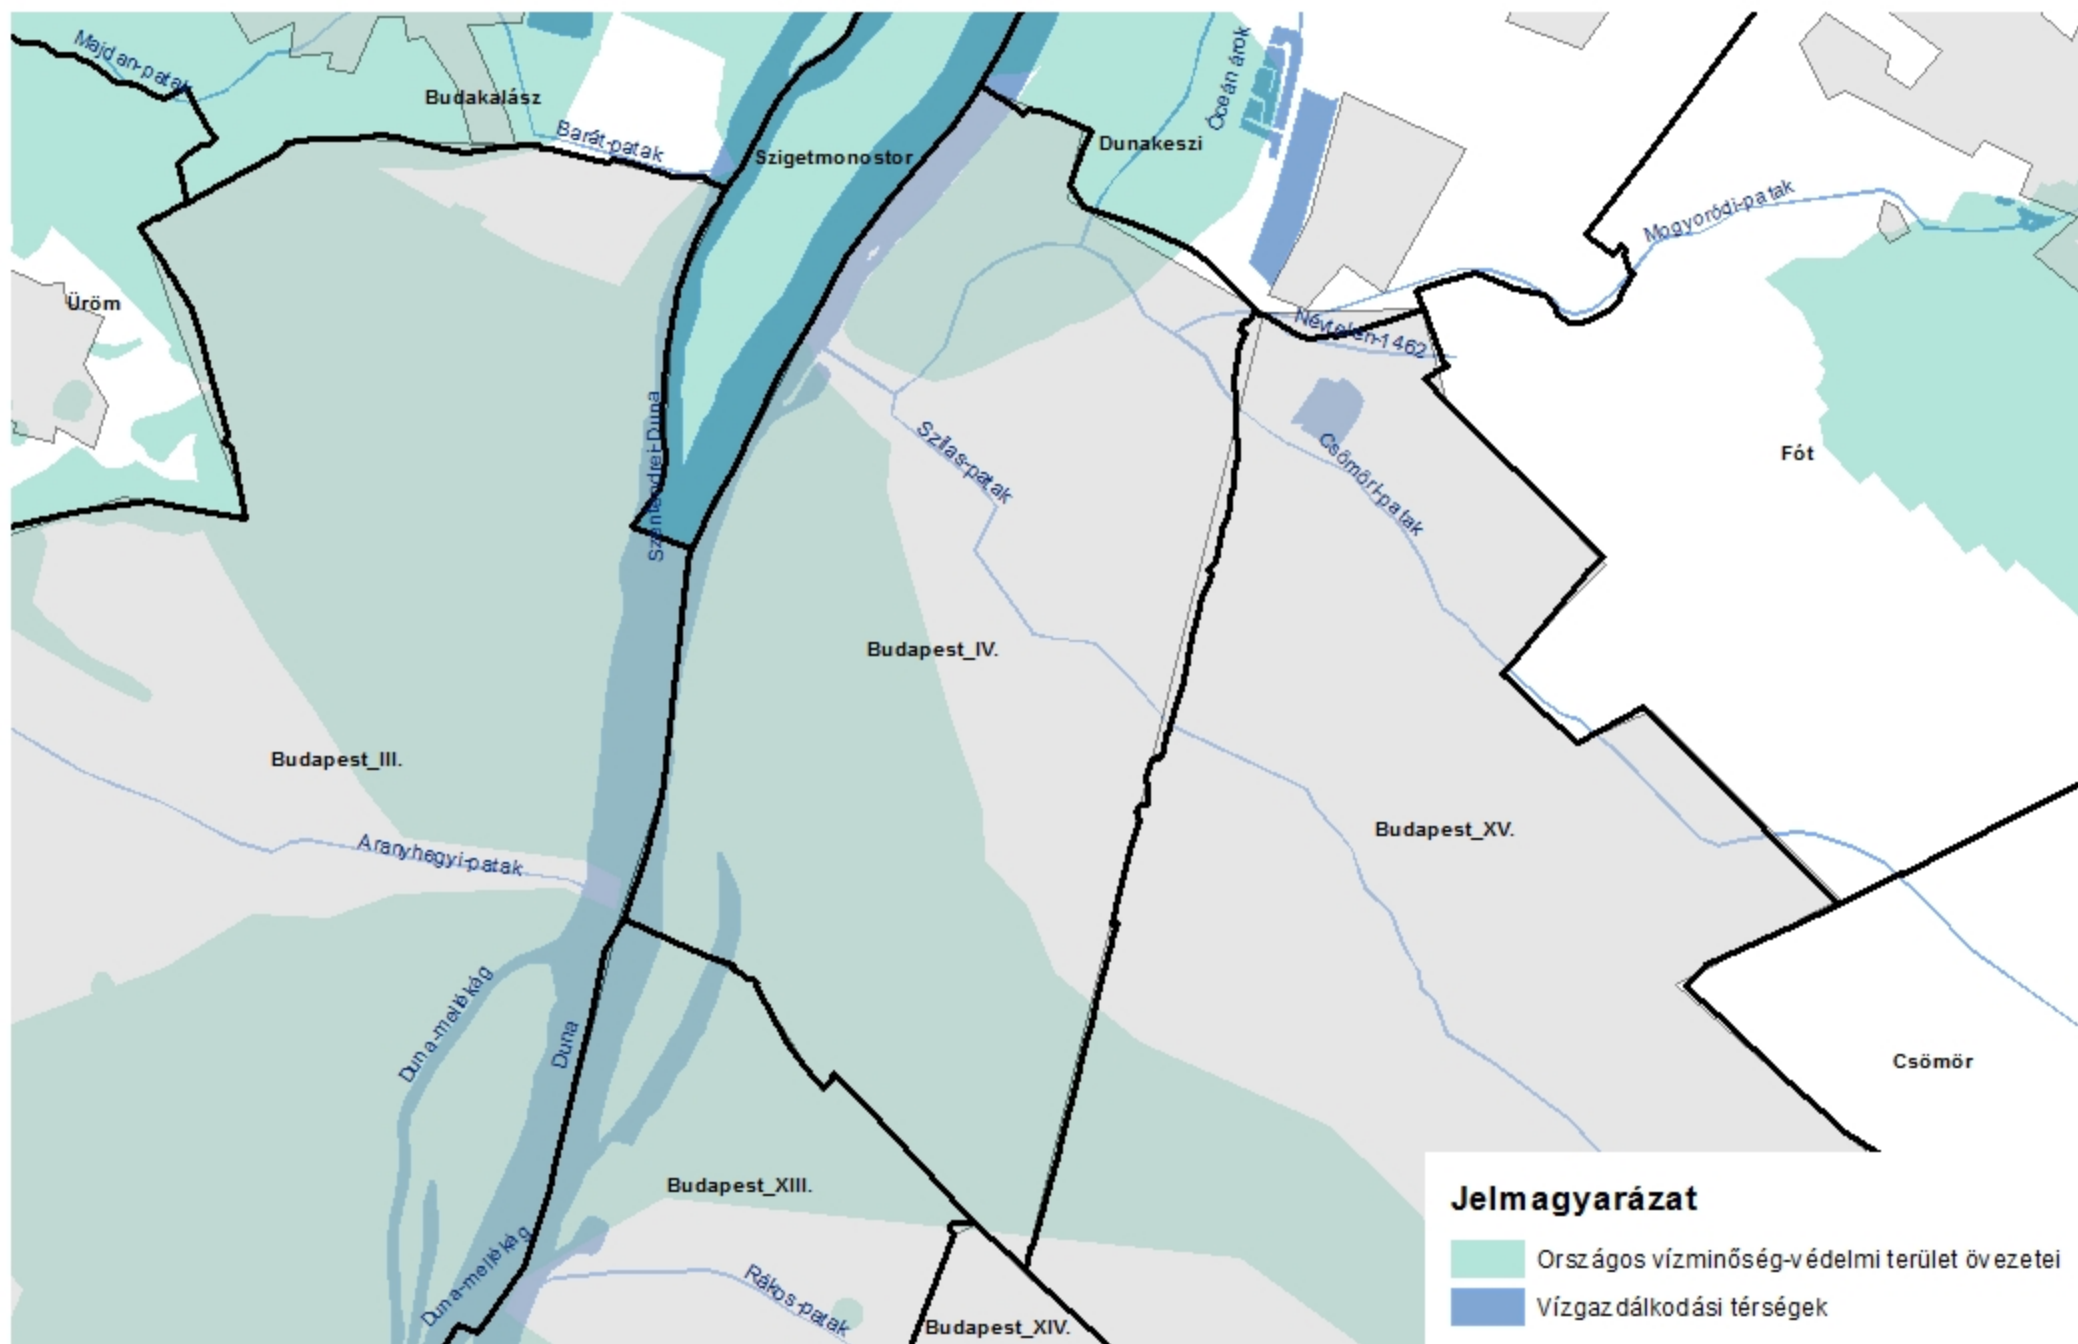 Majdan-patak
Budakalász
Barát-patak
Szigetmonostor
Dunakeszi
Óceán árok
Mogyoródi-patak
Üröm
Névtelen-1462
Szentendrei-Duna
Szilas-patak
Csömöri-patak
Fót
Budapest_IV.
Budapest_III.
Budapest_XV.
Aranyhegyi-patak
Duna-mellékág
Duna
Csömör
Budapest_XIII.
Duna-mellékág
Rákos-patak
Budapest_XIV.
Jelmagyarázat
Országos vízminőség-védelmi terület övezetei
Vízgazdálkodási térségek